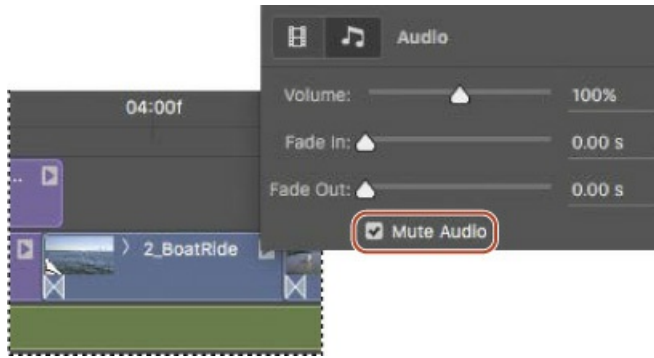 Audio
Volume: 100%
04:00f
Fade In: 0.00 s
..
Fade Out: 0.00 s
Mute Audio
2_BoatRide